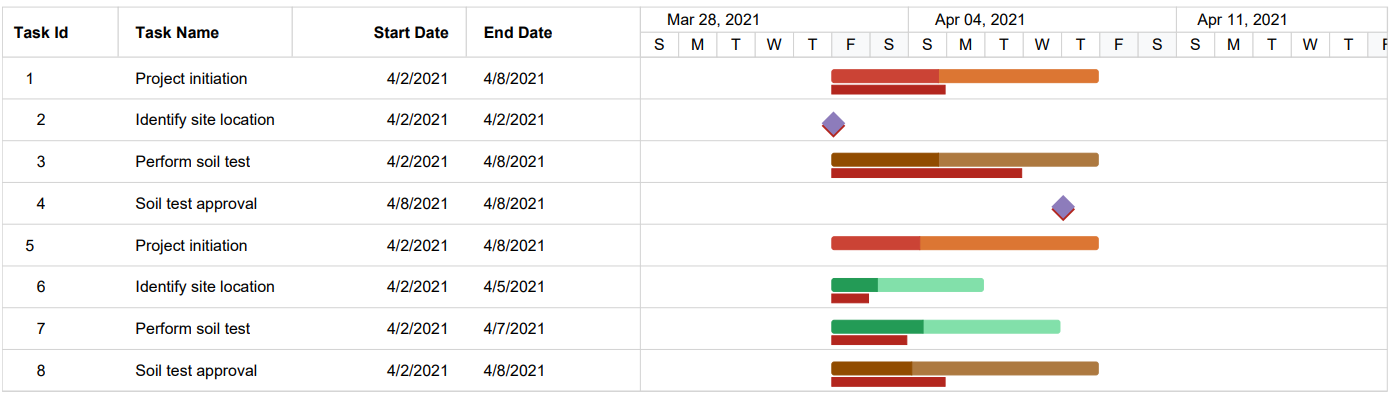 Task Id Task Name Start Date End Date Mar 28, 2021 Apr 04, 2021 Apr 11, 2021
S M T W T F S S M T W T F S S M T W T F
1 Project initiation 4/2/2021 4/8/2021
2 Identify site location 4/2/2021 4/2/2021
3 Perform soil test 4/2/2021 4/8/2021
4 Soil test approval 4/8/2021 4/8/2021
5 Project initiation 4/2/2021 4/8/2021
6 Identify site location 4/2/2021 4/5/2021
7 Perform soil test 4/2/2021 4/7/2021
8 Soil test approval 4/2/2021 4/8/2021